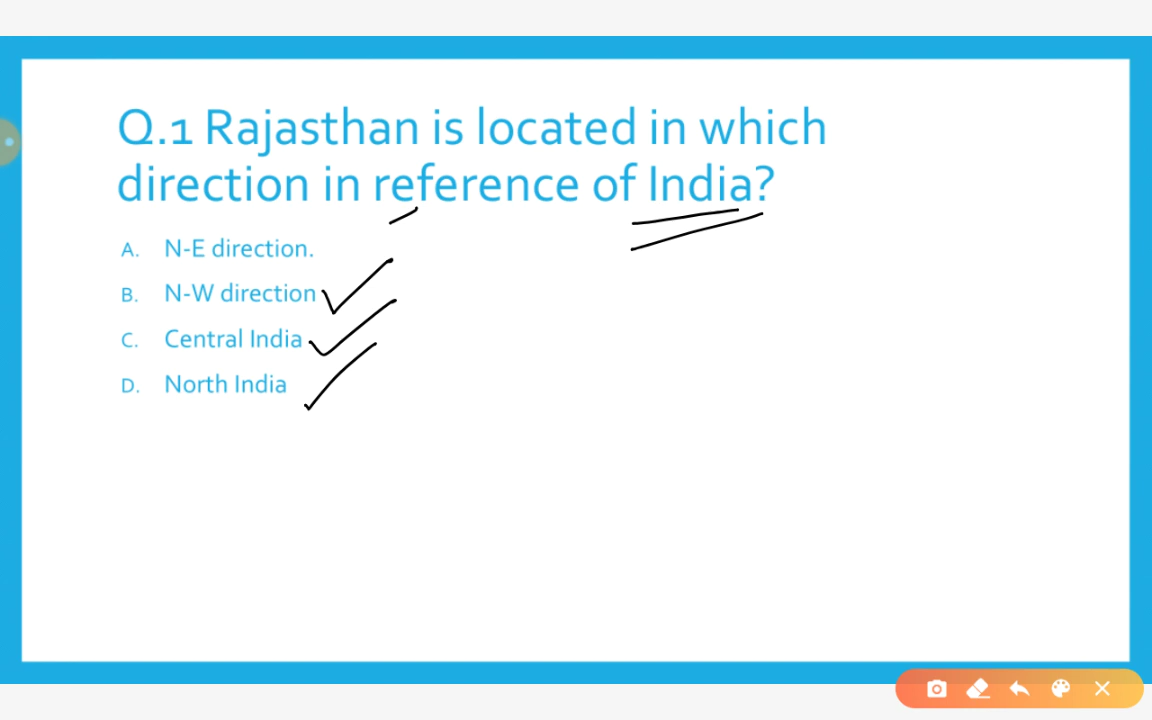 Q.1 Rajasthan is located in which
direction in reference of India?
A. N-E direction.
B. N-W direction
C. Central India
D. North India